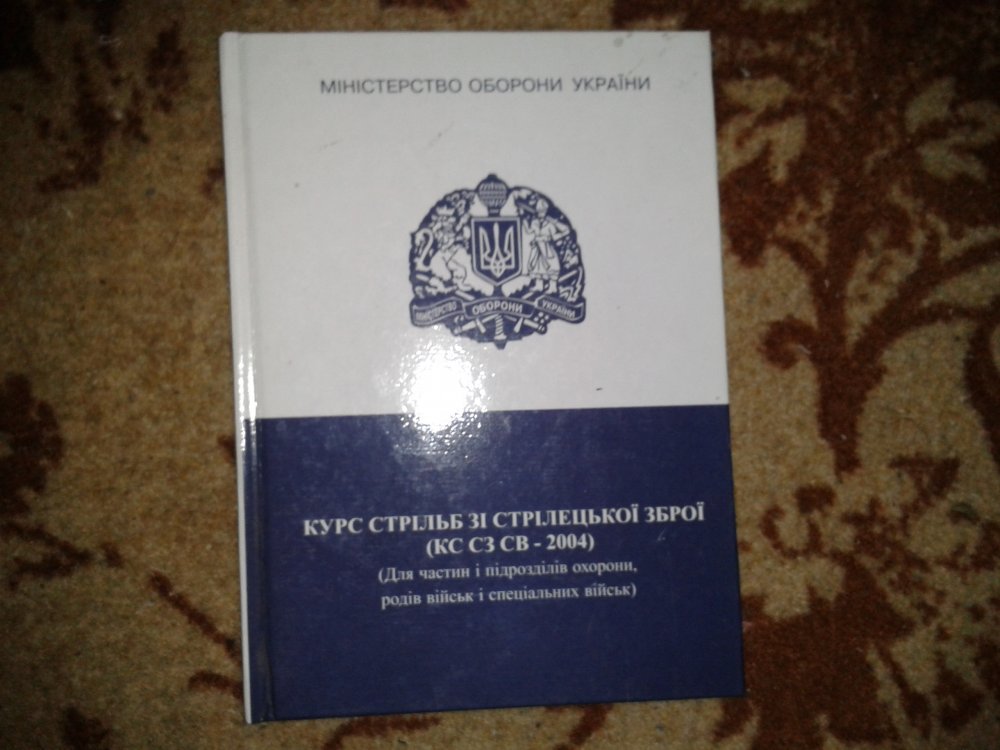 МІНІСТЕРСТВО ОБОРОНИ УКРАЇНИ
МІНІСТЕРСТВО ОБОРОНИ УКРАЇНИ
КУРС СТРІЛЬБ ЗІ СТРІЛЕЦЬКОЇ ЗБРОЇ
(КС СЗ СВ - 2004)
(Для частин і підрозділів охорони,
родів військ і спеціальних військ)